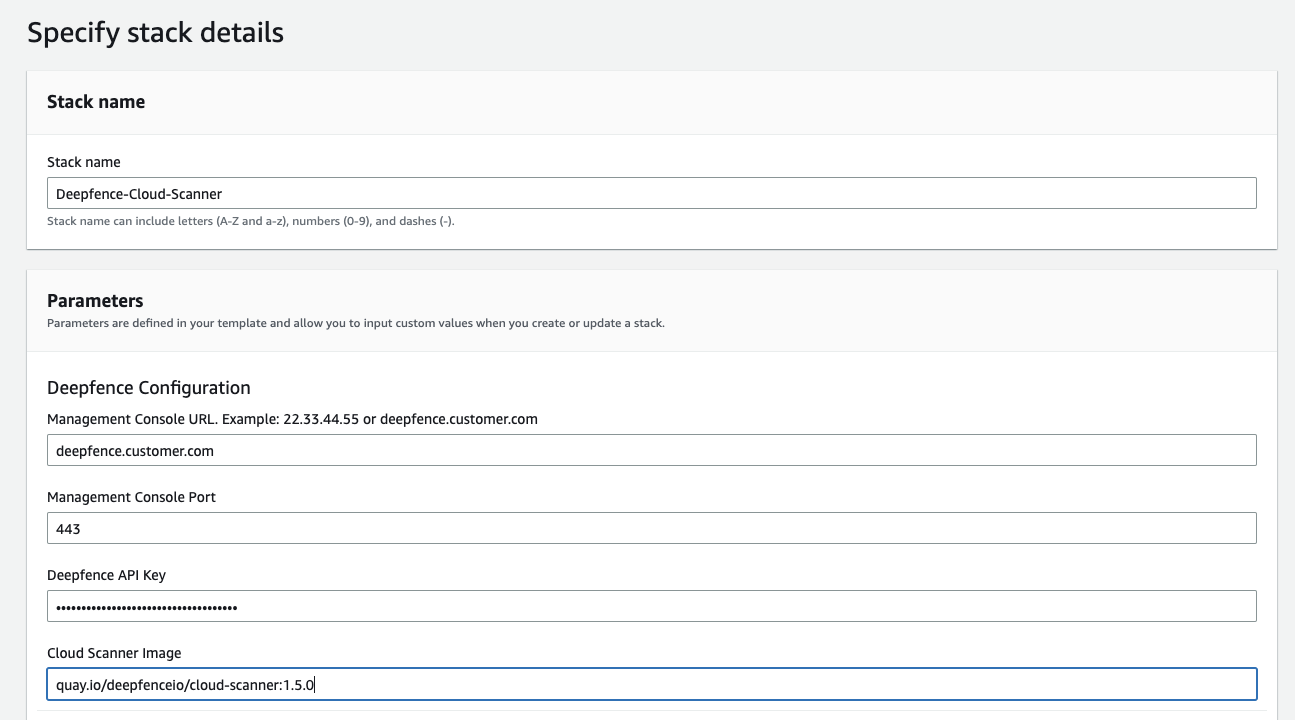 Specify stack details
Stack name
Stack name
Deepfence-Cloud-Scanner
Stack name can include letters (A-Z and a-z), numbers (0-9), and dashes (-).
Parameters
Parameters are defined in your template and allow you to input custom values when you create or update a stack.
Deepfence Configuration
Management Console URL. Example: 22.33.44.55 or deepfence.customer.com
deepfence.customer.com
Management Console Port
443
Deepfence API Key
••••••••••••••••••••••••••••••••••••
Cloud Scanner Image
quay.io/deepfenceio/cloud-scanner:1.5.0